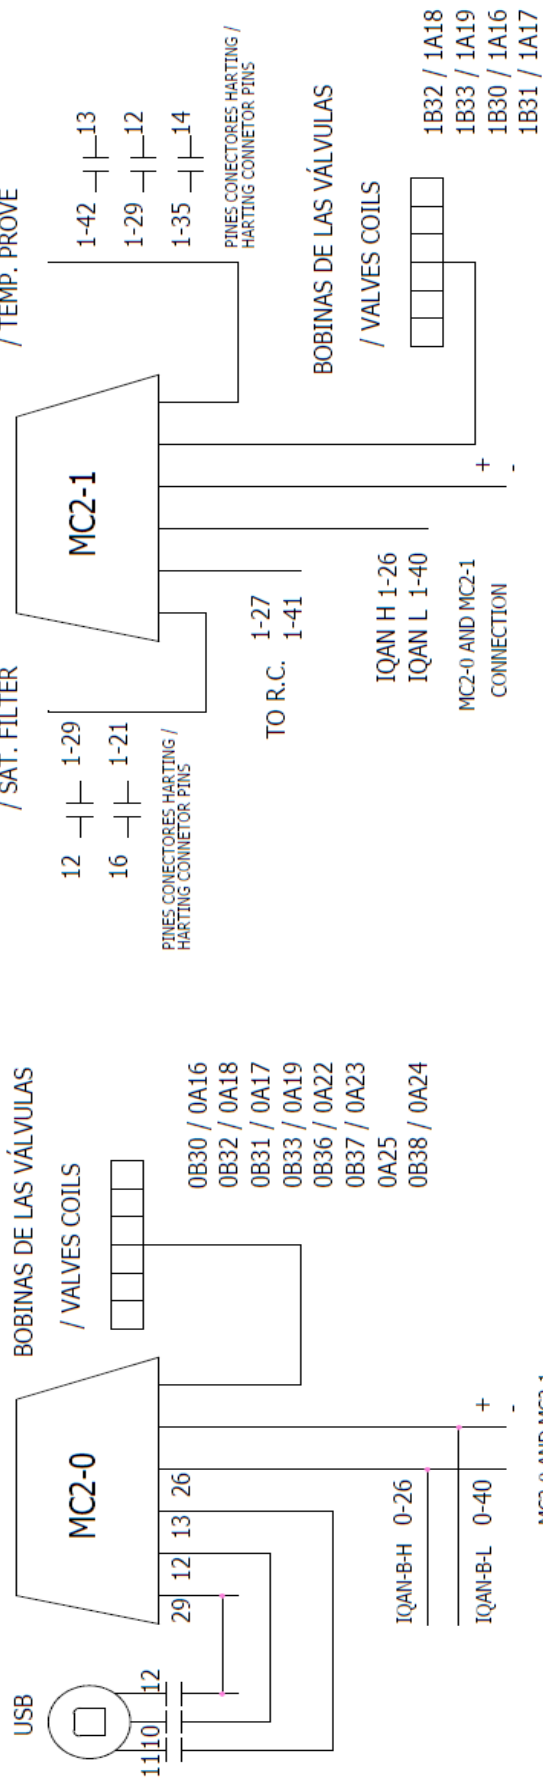 USB
11
10
12
MC2-0
29
12
13
26
BOBINAS DE LAS VÁLVULAS
/ VALVES COILS
0B30 / 0A16
0B32 / 0A18
0B31 / 0A17
0B33 / 0A19
0B36 / 0A22
0B37 / 0A23
0A25
0B38 / 0A24
IQAN-B-H 0-26
IQAN-B-L 0-40
+
-
/ SAT. FILTER
12 1-29
16 1-21
PINES CONECTORES HARTING /
HARTING CONNETOR PINS
MC2-1
/ TEMP. PROVE
1-42 13
1-29 12
1-35 14
PINES CONECTORES HARTING /
HARTING CONNETOR PINS
TO R.C. 1-27
1-41
IQAN H 1-26
IQAN L 1-40
MC2-0 AND MC2-1
CONNECTION
+
-
BOBINAS DE LAS VÁLVULAS
/ VALVES COILS
1B32 / 1A18
1B33 / 1A19
1B30 / 1A16
1B31 / 1A17